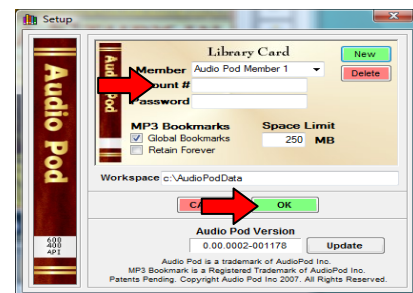 Setup
Audio Pod
Audio Pod
Library Card
New
Member Audio Pod Member 1
Delete
ount #
Password
MP3 Bookmarks
Space Limit
Global Bookmarks
250 MB
Retain Forever
Workspace c:\AudioPodData
CA
OK
Audio Pod Version
0.00.0002-001178
Update
600
400
API
Audio Pod is a trademark of AudioPod Inc.
MP3 Bookmark is a Registered Trademark of AudioPod Inc.
Patents Pending. Copyright Audio Pod Inc 2007. All Rights Reserved.